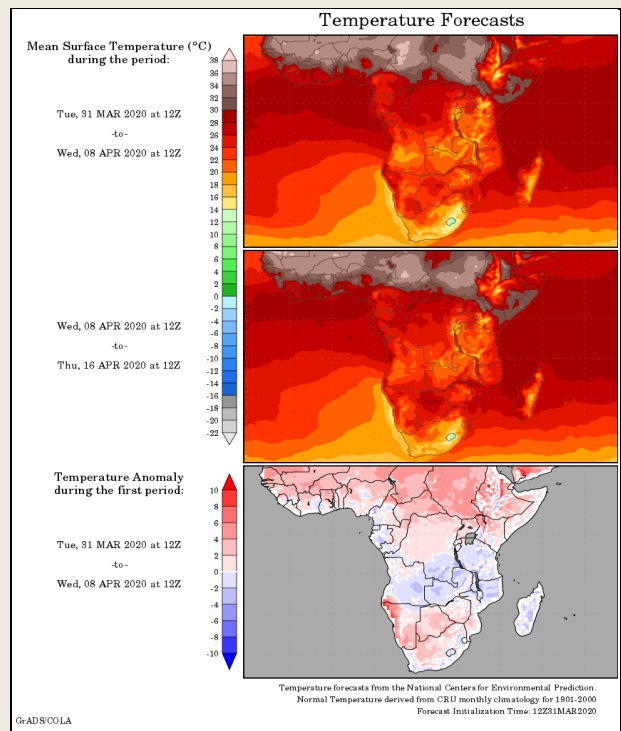 Temperature Forecasts
Mean Surface Temperature (°C)
during the period:
38
36
34
32
30
28
26
24
22
20
18
16
14
12
10
8
6
4
2
0
-2
-4
-6
-8
-10
-12
-14
-16
-18
-20
-22
Tue, 31 MAR 2020 at 12Z
-to-
Wed, 08 APR 2020 at 12Z
Wed, 08 APR 2020 at 12Z
-to-
Thu, 16 APR 2020 at 12Z
Temperature Anomaly
during the first period:
10
8
6
4
2
0
-2
-4
-6
-8
-10
Tue, 31 MAR 2020 at 12Z
-to-
Wed, 08 APR 2020 at 12Z
Temperature forecasts from the National Centers for Environmental Prediction.
Normal Temperature derived from CRU monthly climatology for 1901-2000
Forecast Initialization Time: 12Z31MAR2020
GrADS/COLA